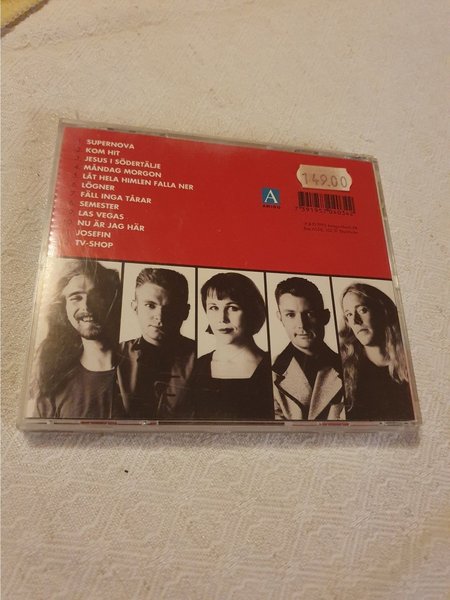 SUPERNOVA
KOM HIT
JESUS I SÖDERTÄLJE
MÅNDAG MORGON
LÅT HELA HIMLEN FALLA NER
LÖGNER
FÄLL INGA TÅRAR
SEMESTER
LAS VEGAS
NU ÄR JAG HÄR
JOSEFIN
TV-SHOP
149.00
A